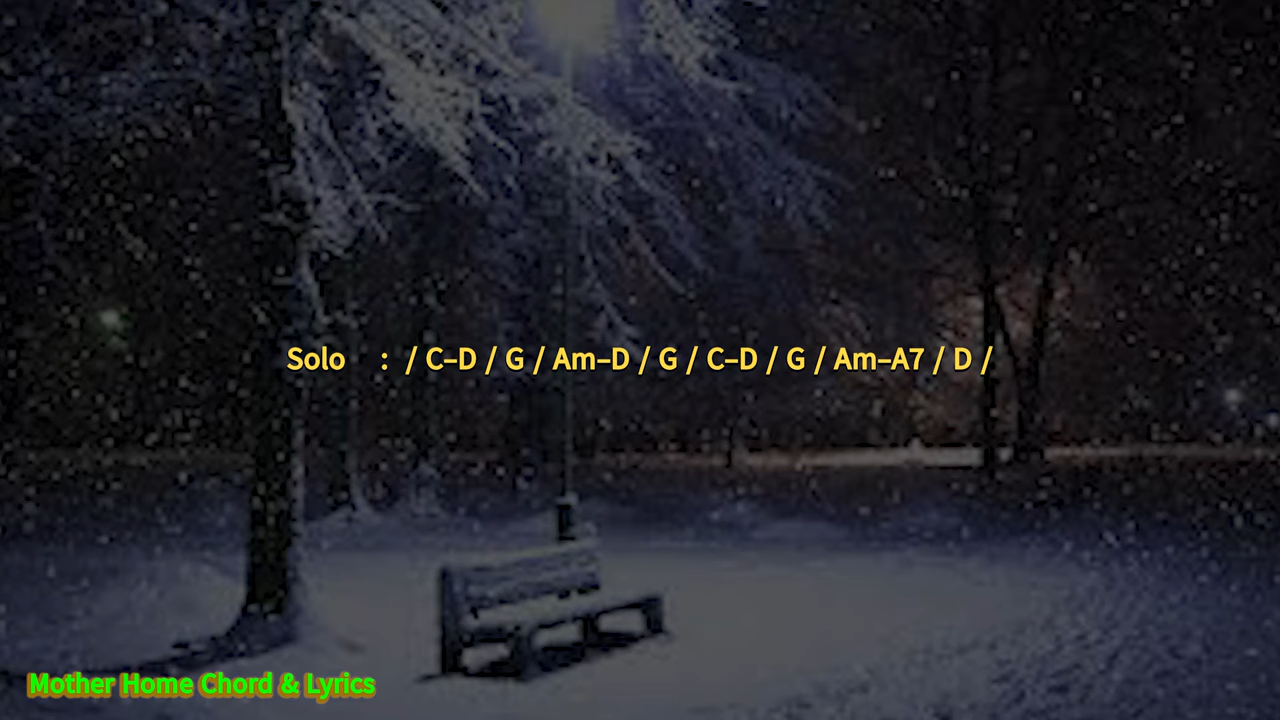 Solo : / C–D / G / Am–D / G / C–D / G / Am–A7 / D /
Mother Home Chord & Lyrics